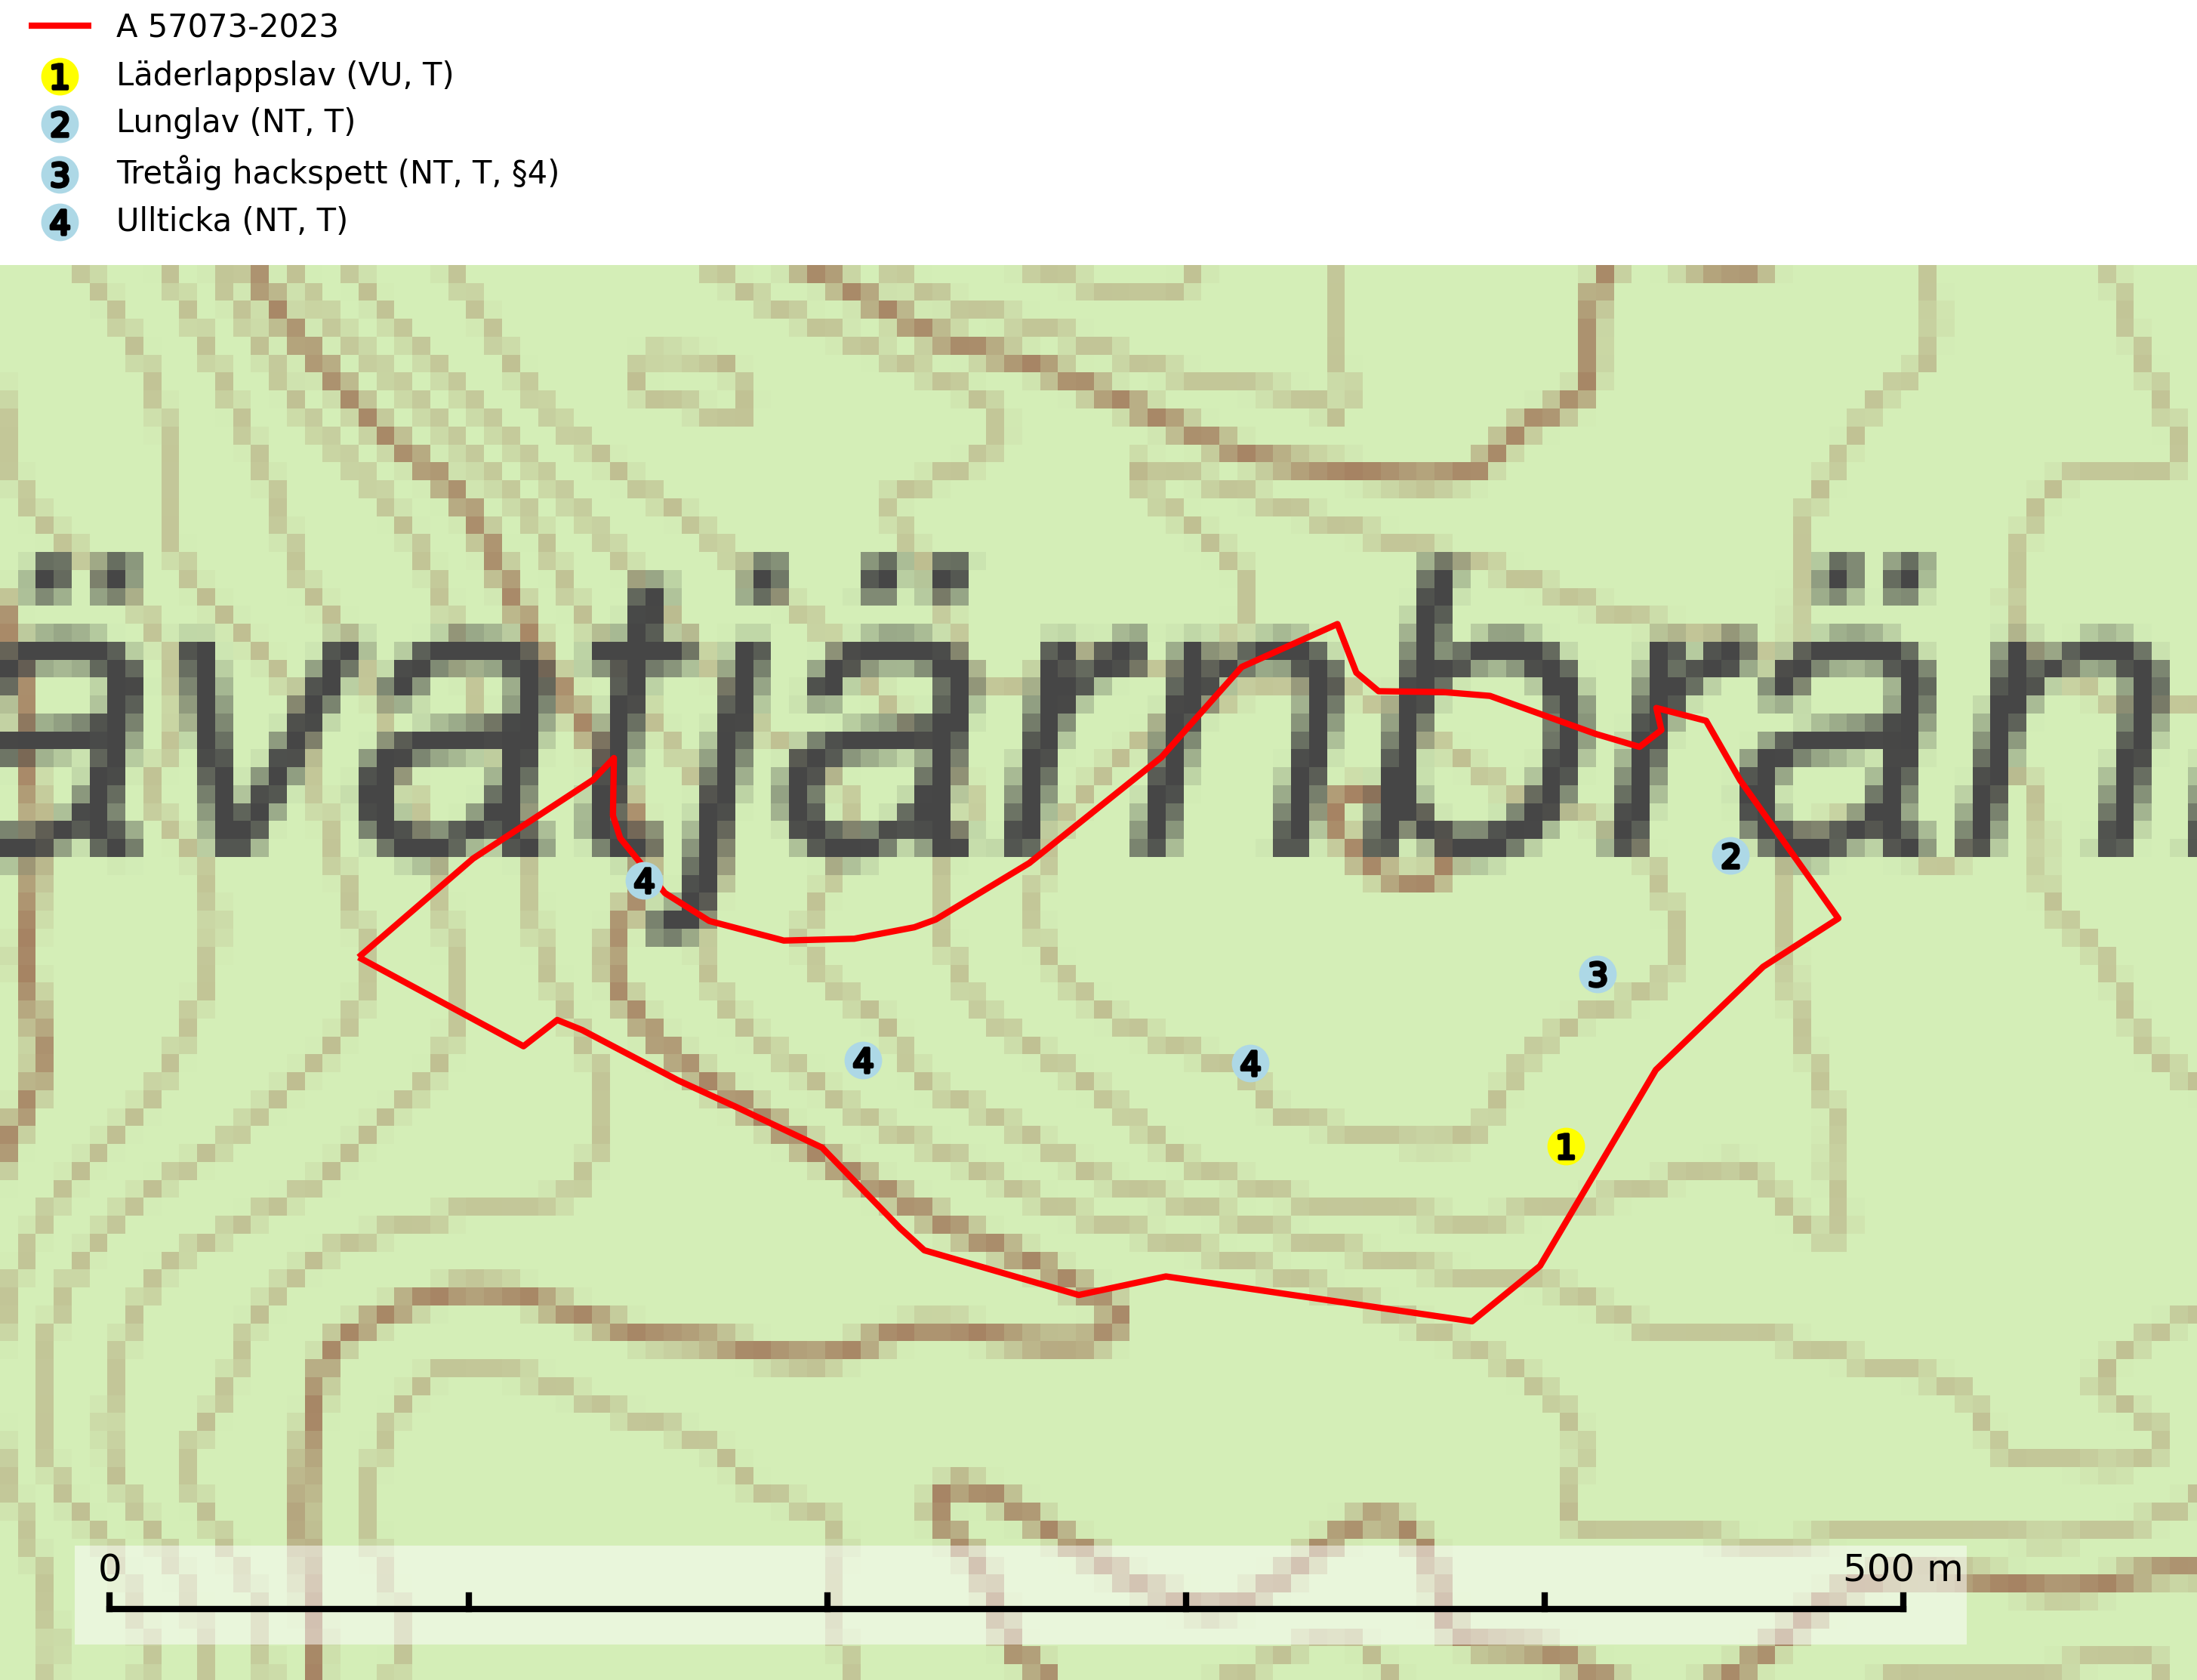 A 57073-2023
1 Läderlappslav (VU, T)
2 Lunglav (NT, T)
3 Tretåig hackspett (NT, T, §4)
4 Ullticka (NT, T)
avatjärnbrän
4
2
3
4
4
1
0 500 m